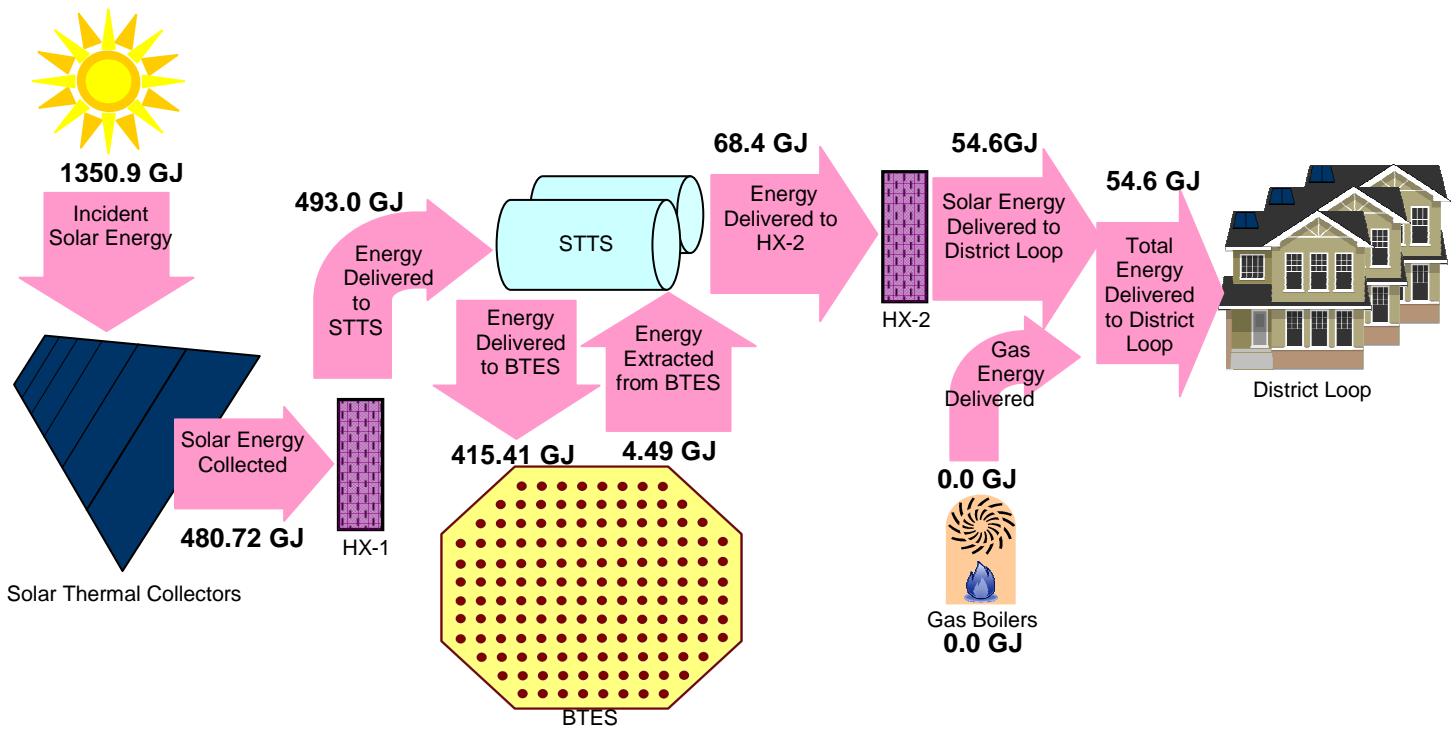 1350.9 GJ
Incident
Solar Energy
Solar Thermal Collectors
Solar Energy
Collected
480.72 GJ
HX-1
493.0 GJ
Energy
Delivered
to
STTS
STTS
Energy
Delivered
to BTES
415.41 GJ
Energy
Extracted
from BTES
4.49 GJ
BTES
68.4 GJ
Energy
Delivered to
HX-2
HX-2
54.6GJ
Solar Energy
Delivered to
District Loop
Gas
Energy
Delivered
0.0 GJ
Gas Boilers
0.0 GJ
54.6 GJ
Total
Energy
Delivered
to District
Loop
District Loop